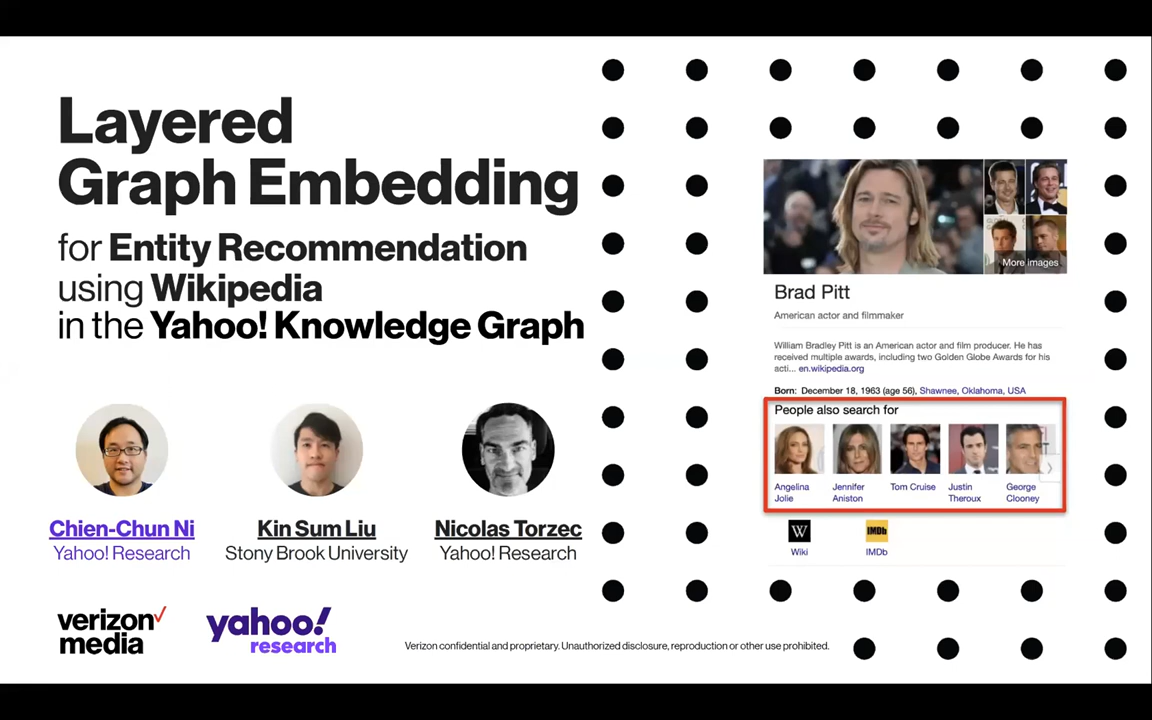 Layered
Graph Embedding
for Entity Recommendation
using Wikipedia
in the Yahoo! Knowledge Graph
Chien-Chun Ni
Yahoo! Research
Kin Sum Liu
Stony Brook University
Nicolas Torzec
Yahoo! Research
verizon✓
media
yahoo!
research
Verizon confidential and proprietary. Unauthorized disclosure, reproduction or other use prohibited.
More images
Brad Pitt
American actor and filmmaker
William Bradley Pitt is an American actor and film producer. He has
received multiple awards, including two Golden Globe Awards for his
acti... en.wikipedia.org
Born: December 18, 1963 (age 56), Shawnee, Oklahoma, USA
People also search for
Angelina
Jolie
Jennifer
Aniston
Tom Cruise
Justin
Theroux
George
Clooney
W
Wiki
IMDb
IMDb